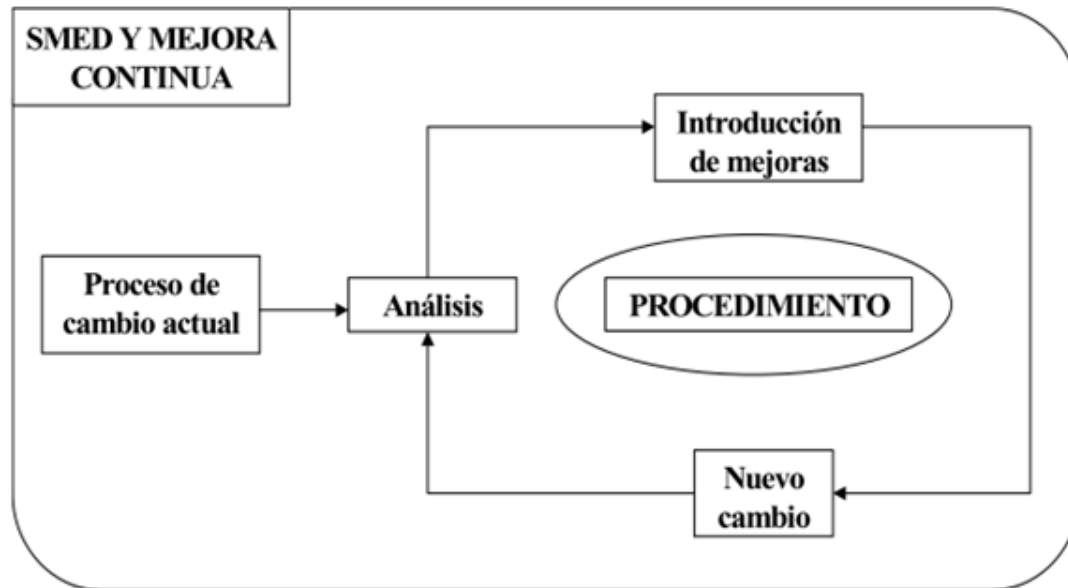 SMED Y MEJORA
CONTINUA
Introducción
de mejoras
Proceso de
cambio actual
Análisis
PROCEDIMIENTO
Nuevo
cambio